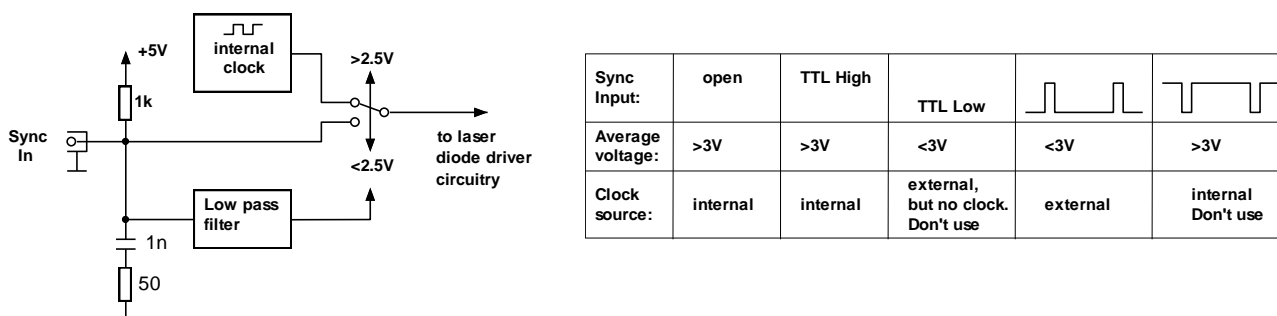 +5V
internal
clock
>2.5V
1k
Sync
In
to laser
diode driver
circuitry
<2.5V
Low pass
filter
1n
50
Sync
Input:
open
TTL High
TTL Low
Average
voltage:
>3V
>3V
<3V
<3V
>3V
Clock
source:
internal
internal
external,
but no clock.
Don't use
external
internal
Don't use